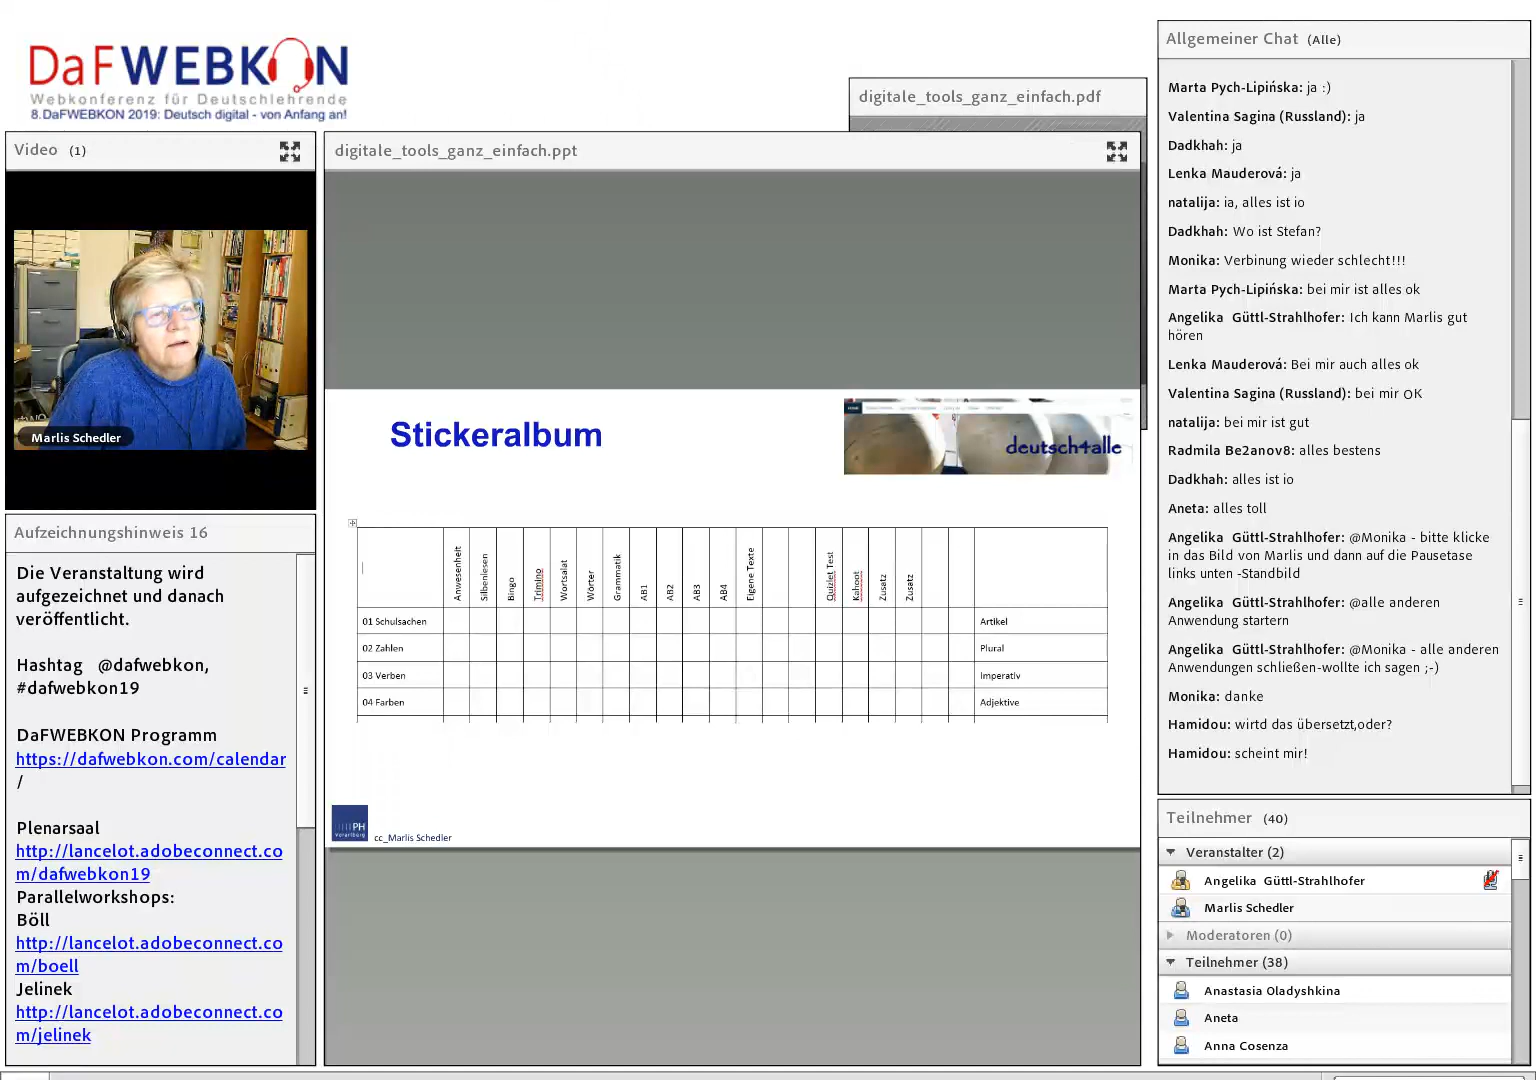 DaFWEBKON
Webkonferenz für Deutschlehrende
8.DaFWEBKON 2019: Deutsch digital - von Anfang an!
Video (1)
Marlis Schedler
Aufzeichnungshinweis 16
Die Veranstaltung wird
aufgezeichnet und danach
veröffentlicht.
Hashtag @dafwebkon,
#dafwebkon19
DaFWEBKON Programm
https://dafwebkon.com/calendar
/
Plenarsaal
http://lancelot.adobeconnect.co
m/dafwebkon19
Parallelworkshops:
Böll
http://lancelot.adobeconnect.co
m/boell
Jelinek
http://lancelot.adobeconnect.co
m/jelinek
digitale_tools_ganz_einfach.pdf
digitale_tools_ganz_einfach.ppt
Stickeralbum
deutsch4alle
Anwesenheit
Silbenlesen
Bingo
Trimino
Wortsalat
Wörter
Grammatik
AB1
AB2
AB3
AB4
Eigene Texte
Quizlet Test
Kahoot
Zusatz
Zusatz
01 Schulsachen Artikel
02 Zahlen Plural
03 Verben Imperativ
04 Farben Adjektive
PH
Vorarlberg
cc_Marlis Schedler
Allgemeiner Chat (Alle)
Marta Pych-Lipińska: ja :)
Valentina Sagina (Russland): ja
Dadkhah: ja
Lenka Mauderová: ja
natalija: ia, alles ist io
Dadkhah: Wo ist Stefan?
Monika: Verbinung wieder schlecht!!!
Marta Pych-Lipińska: bei mir ist alles ok
Angelika Güttl-Strahlhofer: Ich kann Marlis gut
hören
Lenka Mauderová: Bei mir auch alles ok
Valentina Sagina (Russland): bei mir OK
natalija: bei mir ist gut
Radmila Be2anov8: alles bestens
Dadkhah: alles ist io
Aneta: alles toll
Angelika Güttl-Strahlhofer: @Monika - bitte klicke
in das Bild von Marlis und dann auf die Pausetase
links unten -Standbild
Angelika Güttl-Strahlhofer: @alle anderen
Anwendung startern
Angelika Güttl-Strahlhofer: @Monika - alle anderen
Anwendungen schließen-wollte ich sagen ;-)
Monika: danke
Hamidou: wirtd das übersetzt,oder?
Hamidou: scheint mir!
Teilnehmer (40)
Veranstalter (2)
Angelika Güttl-Strahlhofer
Marlis Schedler
Moderatoren (0)
Teilnehmer (38)
Anastasia Oladyshkina
Aneta
Anna Cosenza